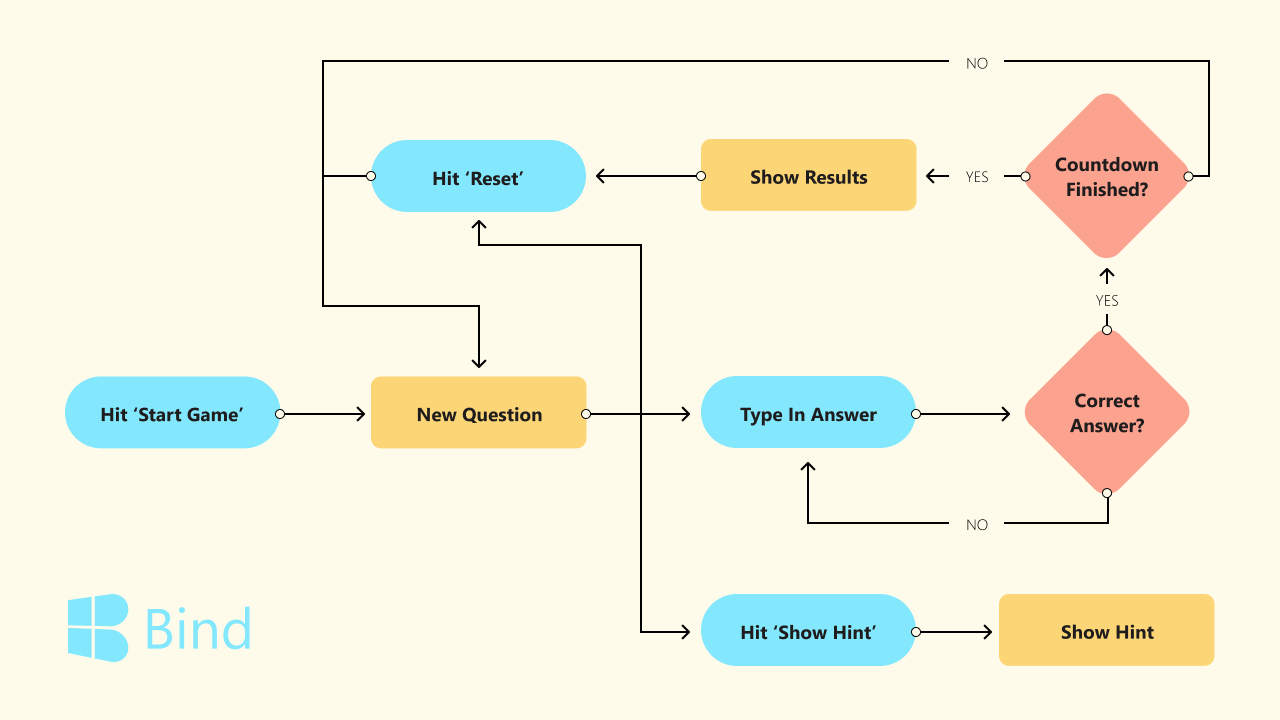 NO
Hit ‘Reset’
Show Results
YES
Countdown
Finished?
YES
Hit ‘Start Game’
New Question
Type In Answer
Correct
Answer?
NO
Hit ‘Show Hint’
Show Hint
Bind